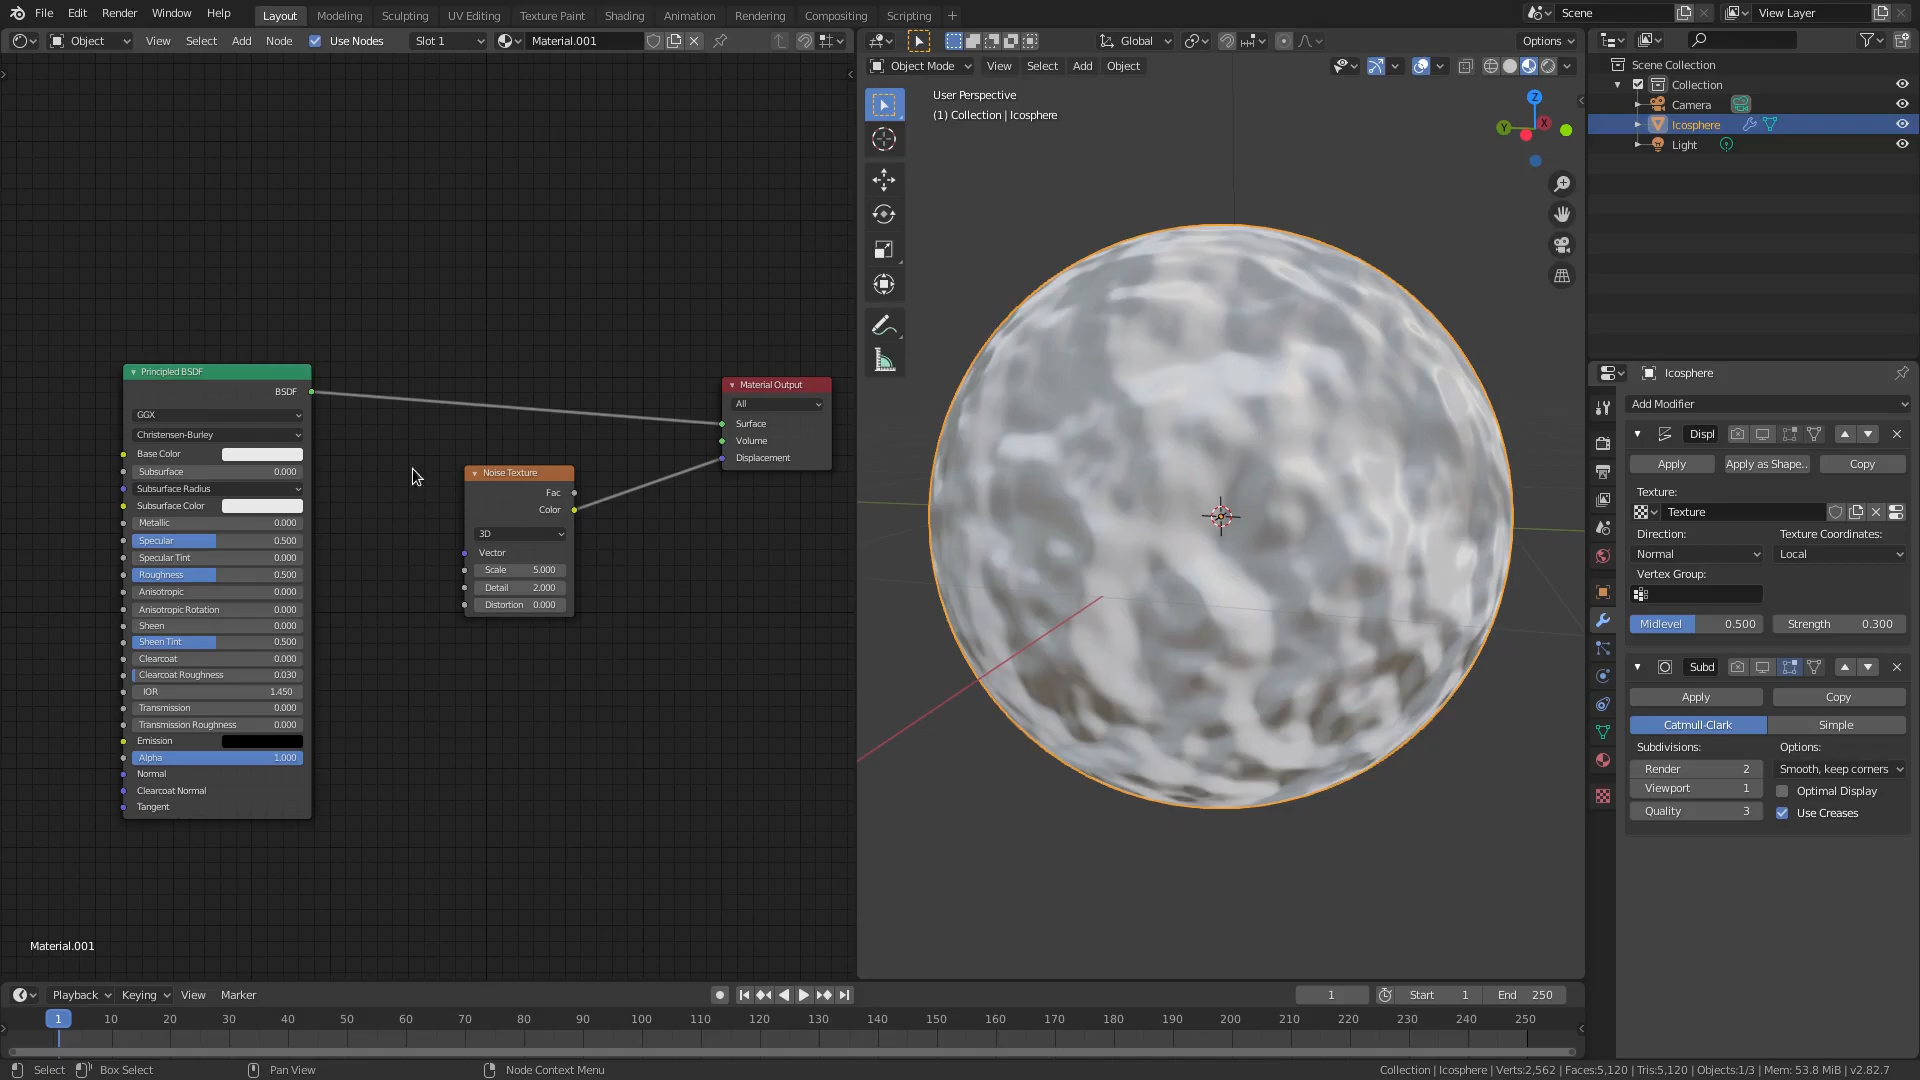 File Edit Render Window Help Layout Modeling Sculpting UV Editing Texture Paint Shading Animation Rendering Compositing Scripting + Scene View Layer
Object View Select Add Node Use Nodes Slot 1 Material.001 Global Options
Object Mode View Select Add Object
User Perspective
(1) Collection | Icosphere
Z
Y
X
Scene Collection
Collection
Camera
Icosphere
Light
Principled BSDF
BSDF
GGX
Christensen-Burley
Base Color
Subsurface 0.000
Subsurface Radius
Subsurface Color
Metallic 0.000
Specular 0.500
Specular Tint 0.000
Roughness 0.500
Anisotropic 0.000
Anisotropic Rotation 0.000
Sheen 0.000
Sheen Tint 0.500
Clearcoat 0.000
Clearcoat Roughness 0.030
IOR 1.450
Transmission 0.000
Transmission Roughness 0.000
Emission
Alpha 1.000
Normal
Clearcoat Normal
Tangent
Noise Texture
Fac
Color
3D
Vector
Scale 5.000
Detail 2.000
Distortion 0.000
Material Output
All
Surface
Volume
Displacement
Material.001
Icosphere
Add Modifier
Displ
Apply Apply as Shape.. Copy
Texture:
Texture
Direction: Texture Coordinates:
Normal Local
Vertex Group:
Midlevel 0.500 Strength 0.300
Subd
Apply Copy
Catmull-Clark Simple
Subdivisions: Options:
Render 2 Smooth, keep corners
Viewport 1 Optimal Display
Quality 3 Use Creases
Playback Keying View Marker 1 Start 1 End 250
1 10 20 30 40 50 60 70 80 90 100 110 120 130 140 150 160 170 180 190 200 210 220 230 240 250
Select Box Select Pan View Node Context Menu Collection | Icosphere | Verts:2,562 | Faces:5,120 | Tris:5,120 | Objects:1/3 | Mem: 53.8 MiB | v2.82.7